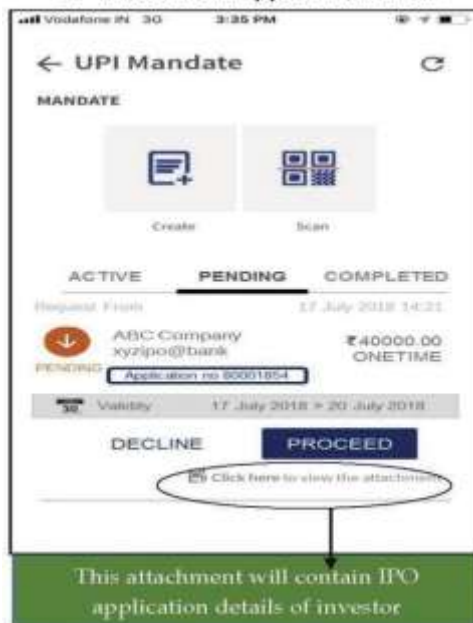 Vodafone IN 3G 3:35 PM
← UPI Mandate
MANDATE
Create Scan
ACTIVE PENDING COMPLETED
Request From 17 July 2018 14:21
ABC Company ₹40000.00
xyzipo@bank ONETIME
PENDING
Application no 80001854
30 Validity 17 July 2018 > 20 July 2018
DECLINE PROCEED
Click here to view the attachment
This attachment will contain IPO
application details of investor